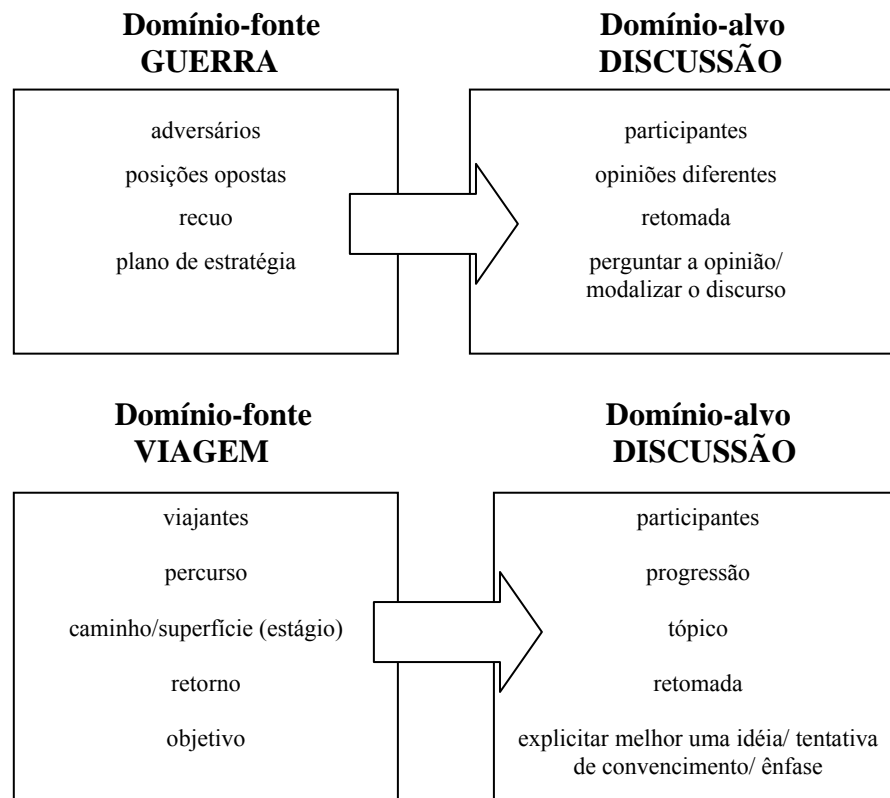 Domínio-fonte
GUERRA
Domínio-alvo
DISCUSSÃO
adversários
posições opostas
recuo
plano de estratégia
participantes
opiniões diferentes
retomada
perguntar a opinião/
modalizar o discurso
Domínio-fonte
VIAGEM
Domínio-alvo
DISCUSSÃO
viajantes
percurso
caminho/superfície (estágio)
retorno
objetivo
participantes
progressão
tópico
retomada
explicitar melhor uma idéia/ tentativa
de convencimento/ ênfase